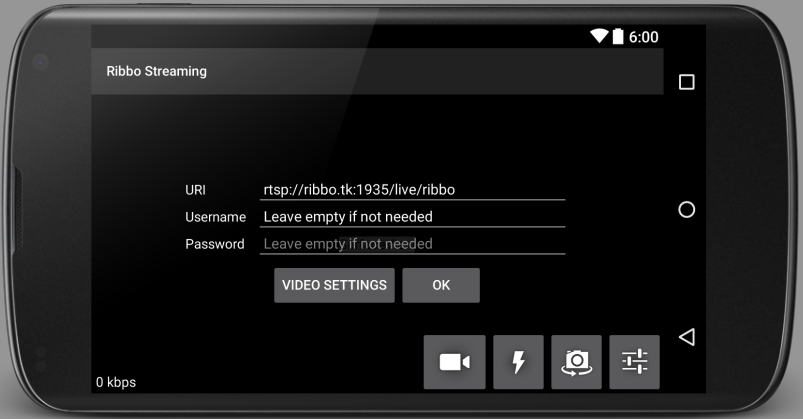 6:00
Ribbo Streaming
URI rtsp://ribbo.tk:1935/live/ribbo
Username Leave empty if not needed
Password Leave empty if not needed
VIDEO SETTINGS OK
0 kbps